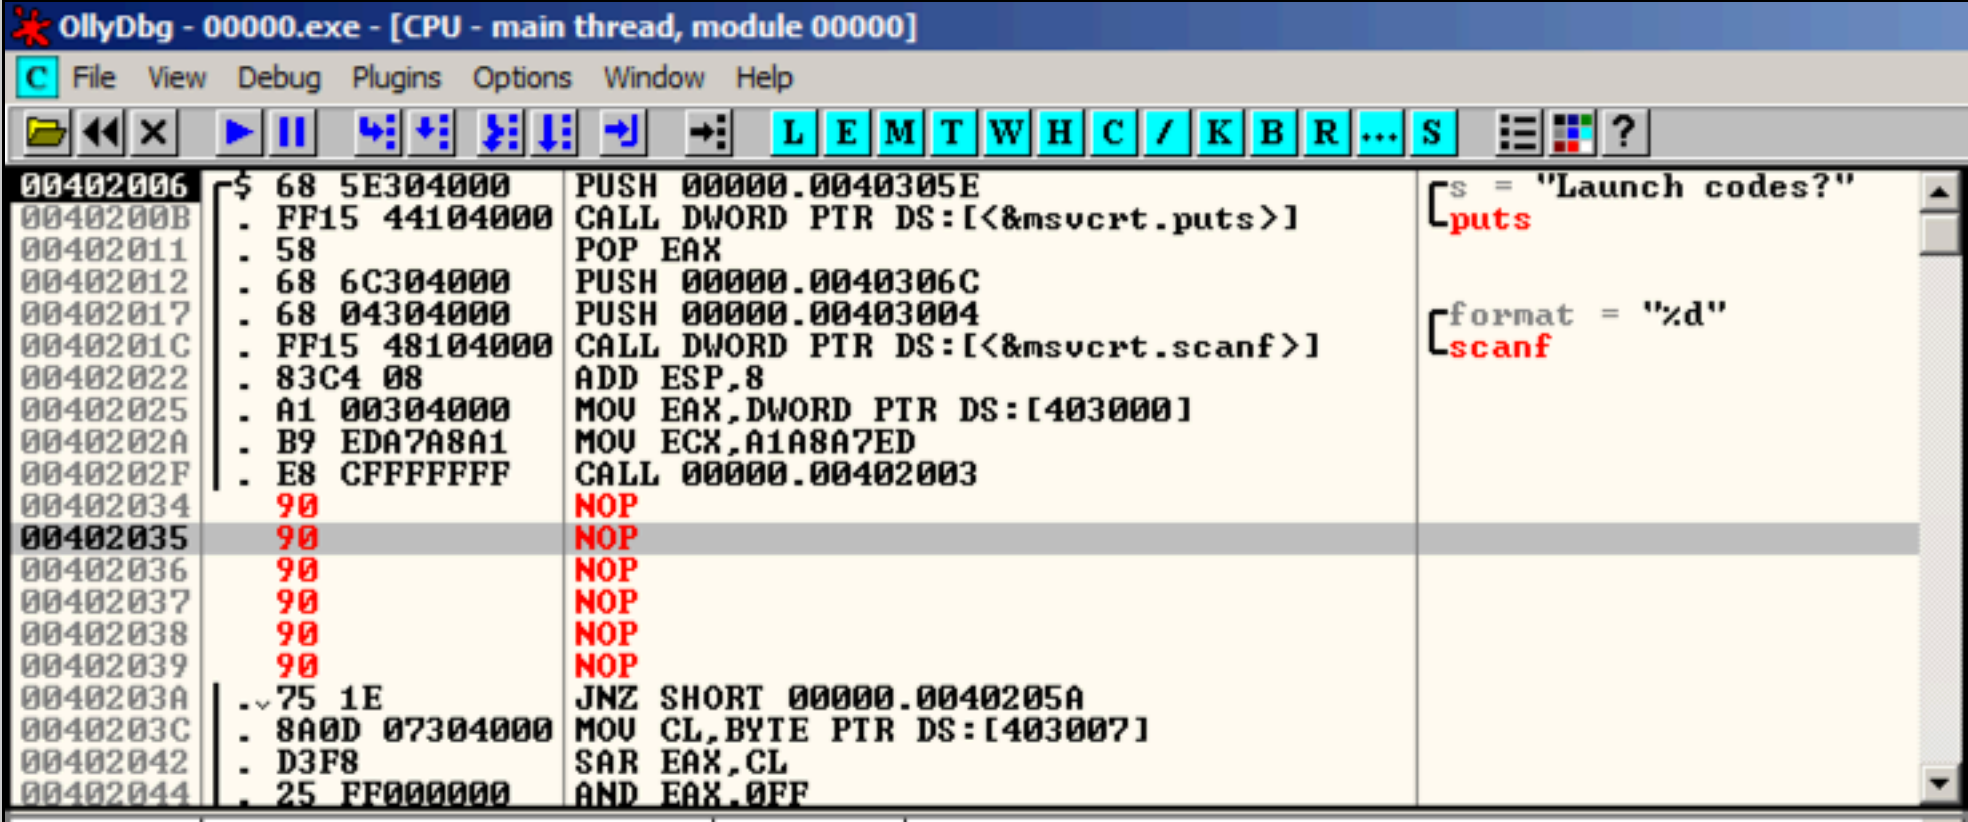 OllyDbg - 00000.exe - [CPU - main thread, module 00000]
C File View Debug Plugins Options Window Help
L E M T W H C / K B R ... S ?
00402006 $ 68 5E304000 PUSH 00000.0040305E s = "Launch codes?"
0040200B . FF15 44104000 CALL DWORD PTR DS:[<&msvcrt.puts>] puts
00402011 . 58 POP EAX
00402012 . 68 6C304000 PUSH 00000.0040306C
00402017 . 68 04304000 PUSH 00000.00403004 format = "%d"
0040201C . FF15 48104000 CALL DWORD PTR DS:[<&msvcrt.scanf>] scanf
00402022 . 83C4 08 ADD ESP,8
00402025 . A1 00304000 MOV EAX,DWORD PTR DS:[403000]
0040202A . B9 EDA7A8A1 MOV ECX,A1A8A7ED
0040202F . E8 CFFFFFFF CALL 00000.00402003
00402034 90 NOP
00402035 90 NOP
00402036 90 NOP
00402037 90 NOP
00402038 90 NOP
00402039 90 NOP
0040203A . 75 1E JNZ SHORT 00000.0040205A
0040203C . 8A0D 07304000 MOV CL,BYTE PTR DS:[403007]
00402042 . D3F8 SAR EAX,CL
00402044 . 25 FF000000 AND EAX,0FF